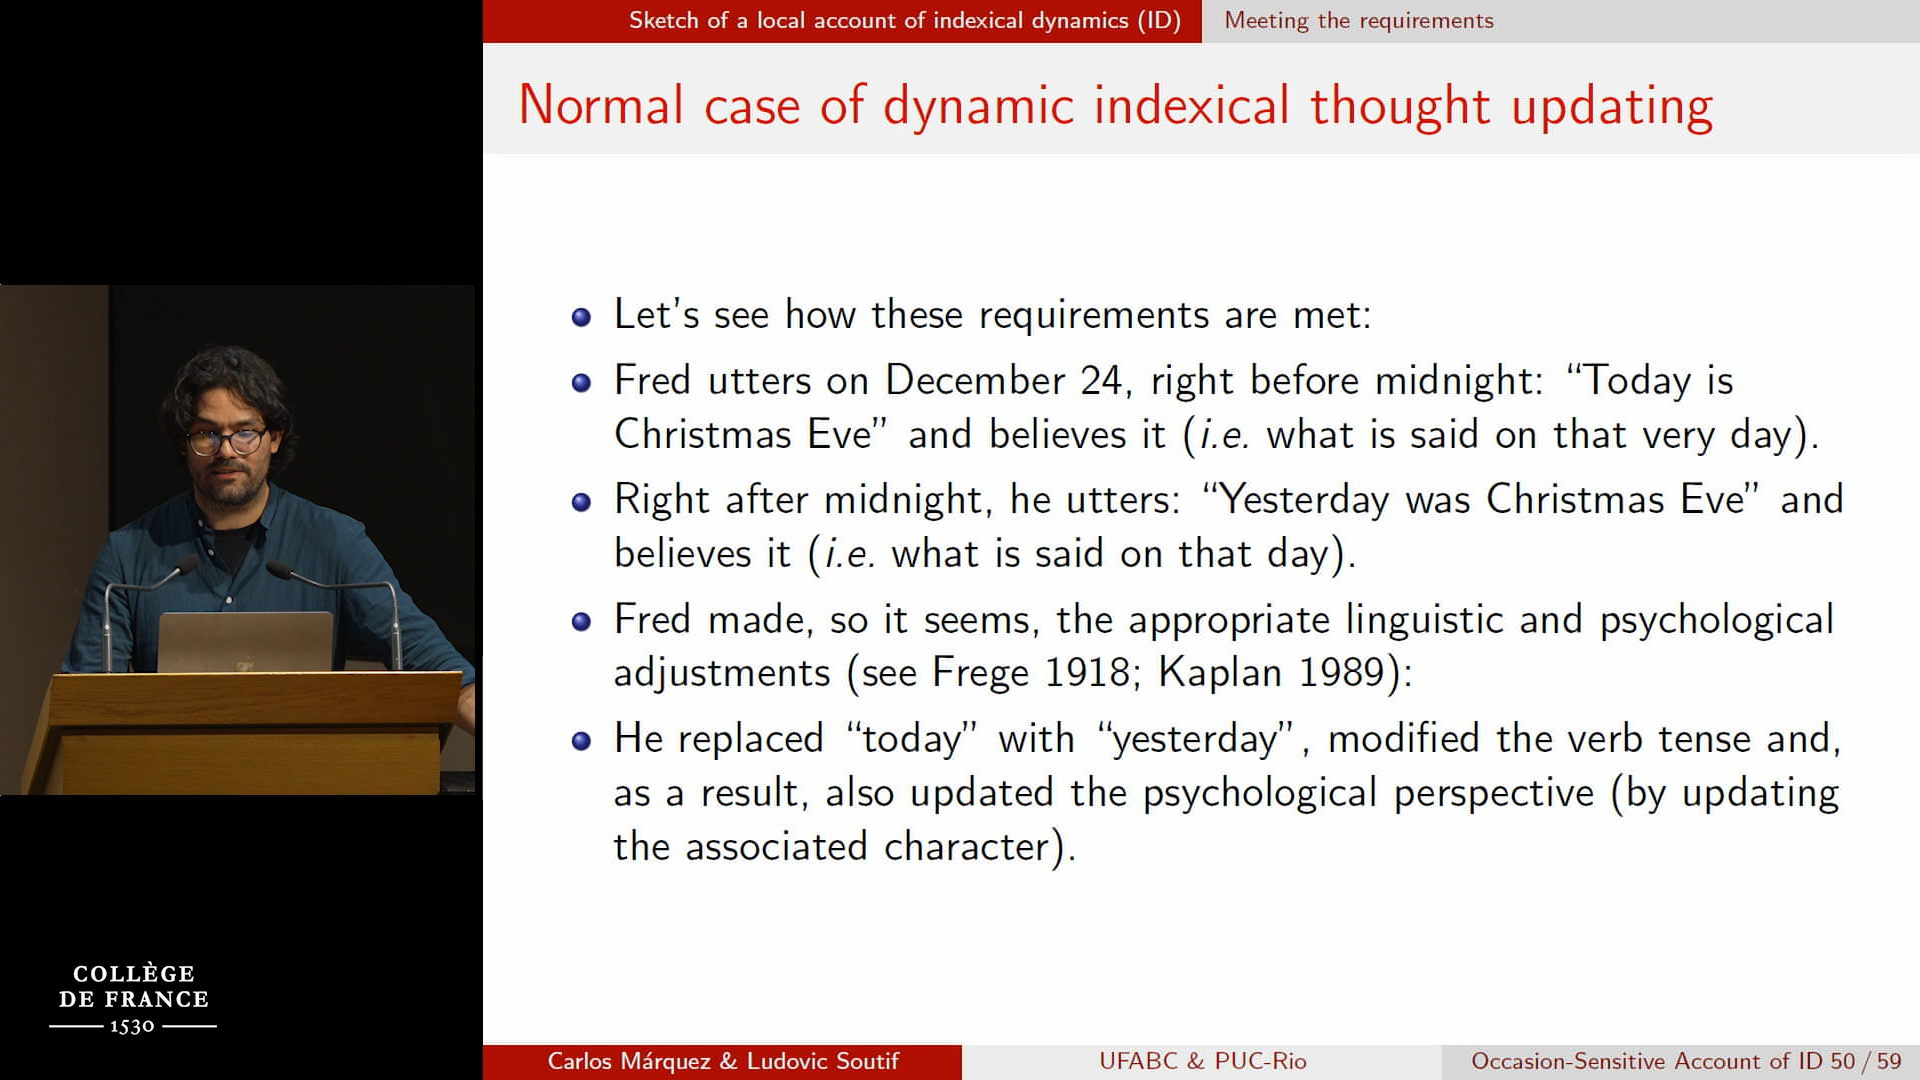 Sketch of a local account of indexical dynamics (ID)
Meeting the requirements
Normal case of dynamic indexical thought updating
Let's see how these requirements are met:
Fred utters on December 24, right before midnight: “Today is
Christmas Eve” and believes it (i.e. what is said on that very day).
Right after midnight, he utters: “Yesterday was Christmas Eve” and
believes it (i.e. what is said on that day).
Fred made, so it seems, the appropriate linguistic and psychological
adjustments (see Frege 1918; Kaplan 1989):
He replaced “today” with “yesterday”, modified the verb tense and,
as a result, also updated the psychological perspective (by updating
the associated character).
COLLÈGE
DE FRANCE
1530
Carlos Márquez & Ludovic Soutif
UFABC & PUC-Rio
Occasion-Sensitive Account of ID 50 / 59